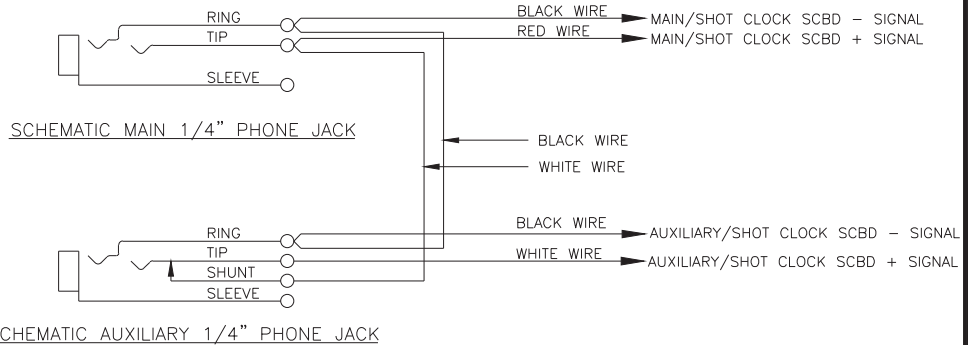 RING
BLACK WIRE
MAIN/SHOT CLOCK SCBD – SIGNAL
TIP
RED WIRE
MAIN/SHOT CLOCK SCBD + SIGNAL
SLEEVE
SCHEMATIC MAIN 1/4" PHONE JACK
BLACK WIRE
WHITE WIRE
RING
BLACK WIRE
AUXILIARY/SHOT CLOCK SCBD – SIGNAL
TIP
WHITE WIRE
AUXILIARY/SHOT CLOCK SCBD + SIGNAL
SHUNT
SLEEVE
CHEMATIC AUXILIARY 1/4" PHONE JACK